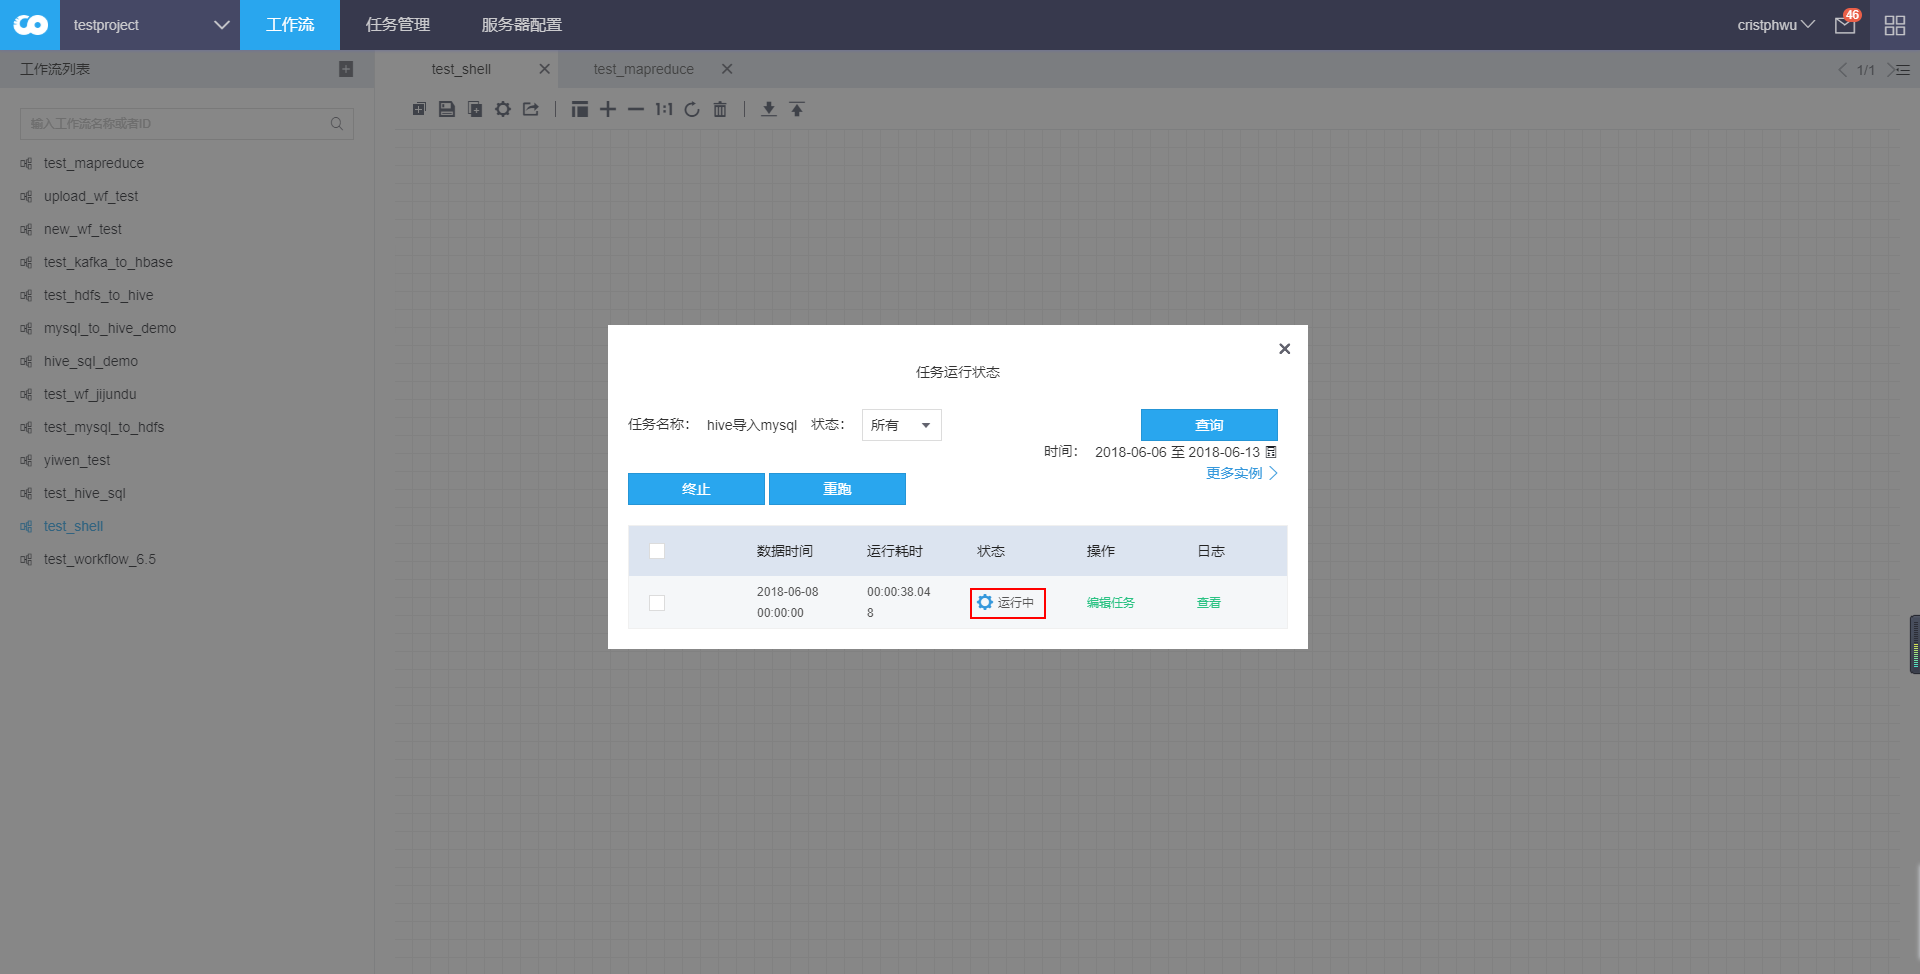 testproject
工作流
任务管理
服务器配置
cristphwu
46
工作流列表
test_shell
test_mapreduce
1/1
输入工作流名称或者ID
1:1
test_mapreduce
upload_wf_test
new_wf_test
test_kafka_to_hbase
test_hdfs_to_hive
mysql_to_hive_demo
hive_sql_demo
test_wf_jijundu
test_mysql_to_hdfs
yiwen_test
test_hive_sql
test_shell
test_workflow_6.5
任务运行状态
任务名称： hive导入mysql 状态： 所有
查询
时间： 2018-06-06 至 2018-06-13
更多实例
终止
重跑
数据时间 运行耗时 状态 操作 日志
2018-06-08 00:00:38.04
00:00:00 8
运行中 编辑任务 查看